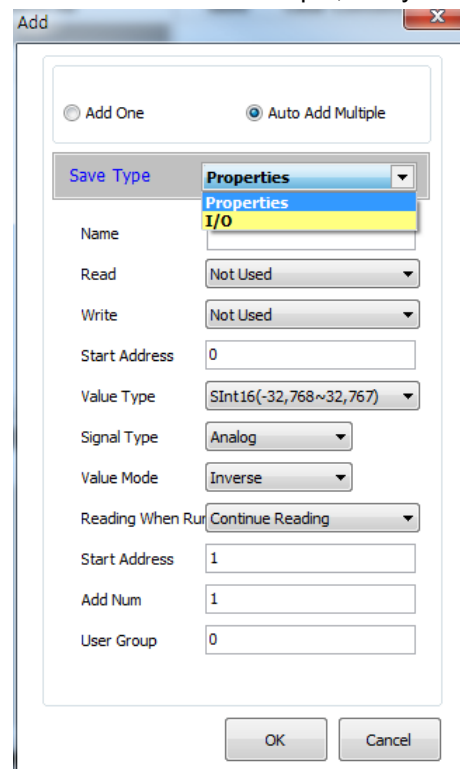 Add
Add One Auto Add Multiple
Save Type Properties
Properties
I/O
Name
Read Not Used
Write Not Used
Start Address 0
Value Type SInt16(-32,768~32,767)
Signal Type Analog
Value Mode Inverse
Reading When Rur Continue Reading
Start Address 1
Add Num 1
User Group 0
OK Cancel